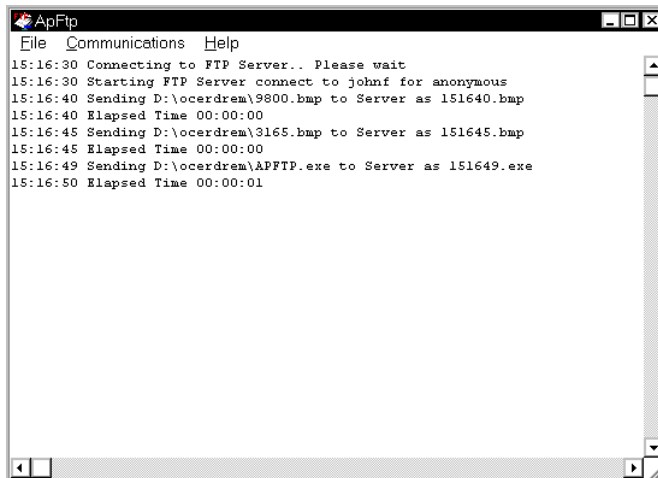 ApFtp
File Communications Help
15:16:30 Connecting to FTP Server.. Please wait
15:16:30 Starting FTP Server connect to johnf for anonymous
15:16:40 Sending D:\ocerdrem\9800.bmp to Server as 151640.bmp
15:16:40 Elapsed Time 00:00:00
15:16:45 Sending D:\ocerdrem\3165.bmp to Server as 151645.bmp
15:16:45 Elapsed Time 00:00:00
15:16:49 Sending D:\ocerdrem\APFTP.exe to Server as 151649.exe
15:16:50 Elapsed Time 00:00:01